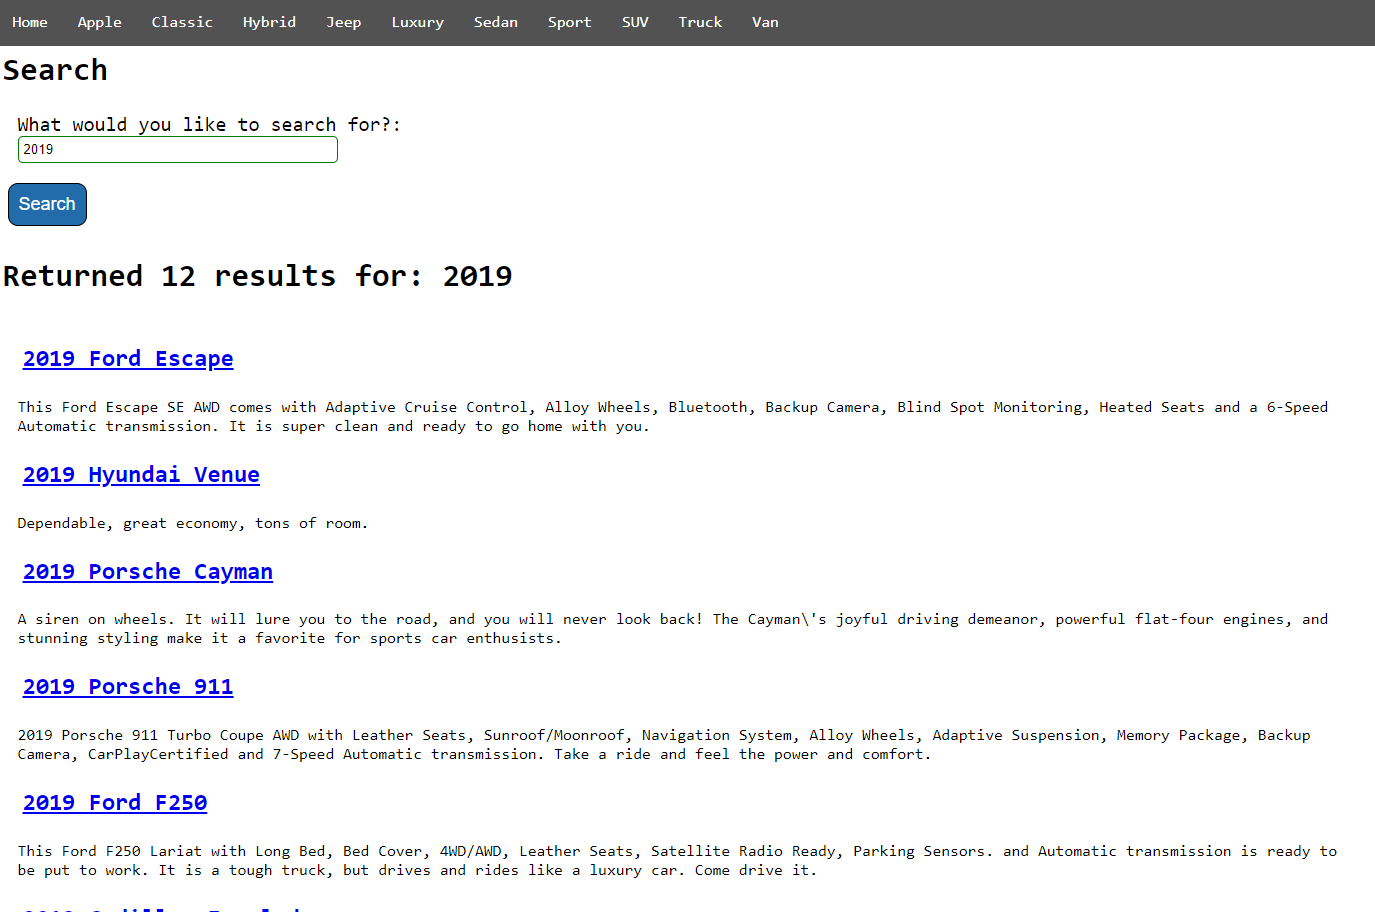 Home Apple Classic Hybrid Jeep Luxury Sedan Sport SUV Truck Van
Search
What would you like to search for?:
2019
Search
Returned 12 results for: 2019
2019 Ford Escape
This Ford Escape SE AWD comes with Adaptive Cruise Control, Alloy Wheels, Bluetooth, Backup Camera, Blind Spot Monitoring, Heated Seats and a 6-Speed
Automatic transmission. It is super clean and ready to go home with you.
2019 Hyundai Venue
Dependable, great economy, tons of room.
2019 Porsche Cayman
A siren on wheels. It will lure you to the road, and you will never look back! The Cayman\'s joyful driving demeanor, powerful flat-four engines, and
stunning styling make it a favorite for sports car enthusists.
2019 Porsche 911
2019 Porsche 911 Turbo Coupe AWD with Leather Seats, Sunroof/Moonroof, Navigation System, Alloy Wheels, Adaptive Suspension, Memory Package, Backup
Camera, CarPlayCertified and 7-Speed Automatic transmission. Take a ride and feel the power and comfort.
2019 Ford F250
This Ford F250 Lariat with Long Bed, Bed Cover, 4WD/AWD, Leather Seats, Satellite Radio Ready, Parking Sensors. and Automatic transmission is ready to
be put to work. It is a tough truck, but drives and rides like a luxury car. Come drive it.